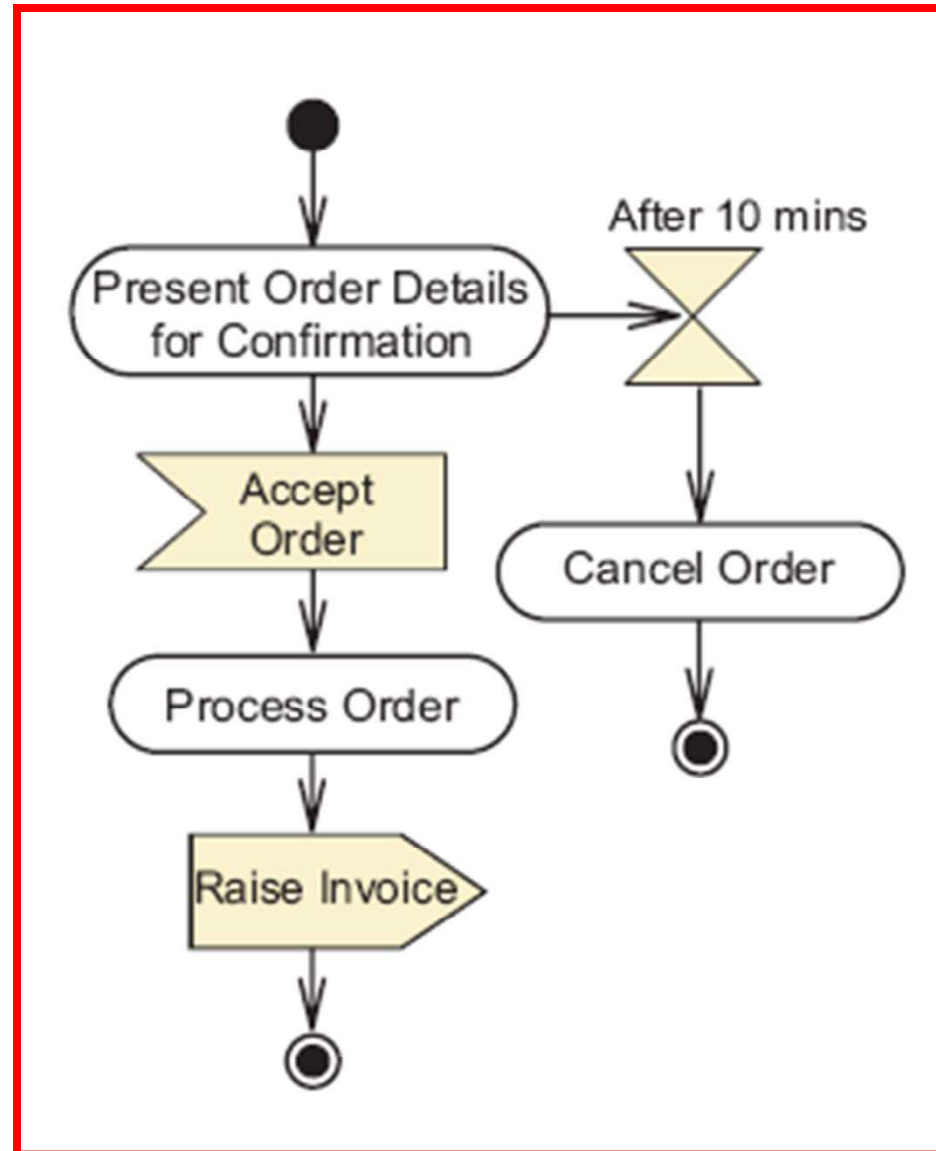 After 10 mins
Present Order Details
for Confirmation
Accept
Order
Cancel Order
Process Order
Raise Invoice